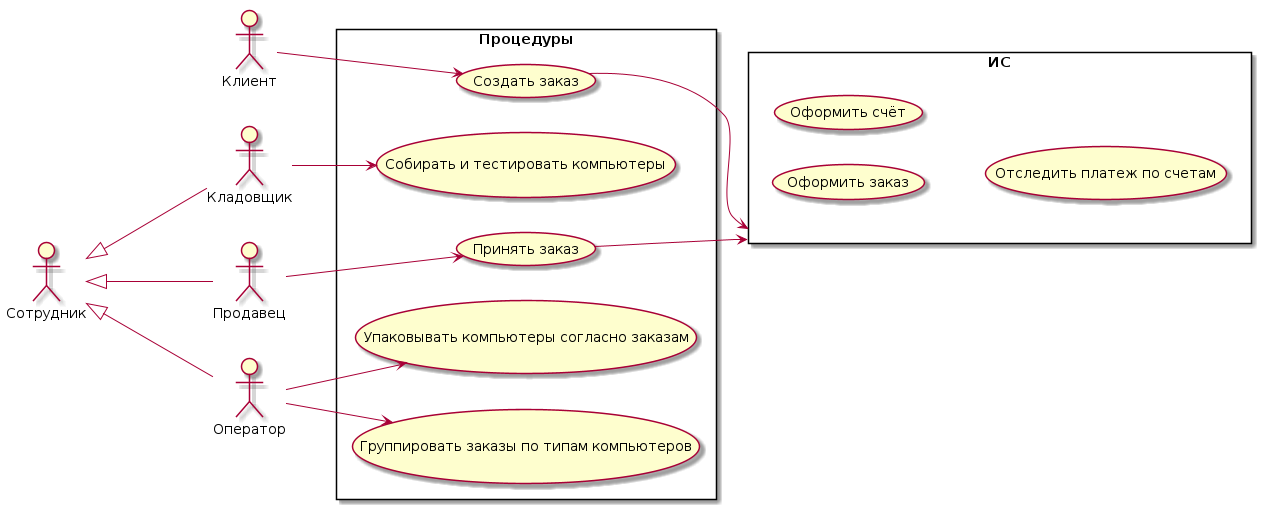 Клиент
Кладовщик
Сотрудник
Продавец
Оператор
Процедуры
Создать заказ
Собирать и тестировать компьютеры
Принять заказ
Упаковывать компьютеры согласно заказам
Группировать заказы по типам компьютеров
ИС
Оформить счёт
Оформить заказ
Отследить платеж по счетам